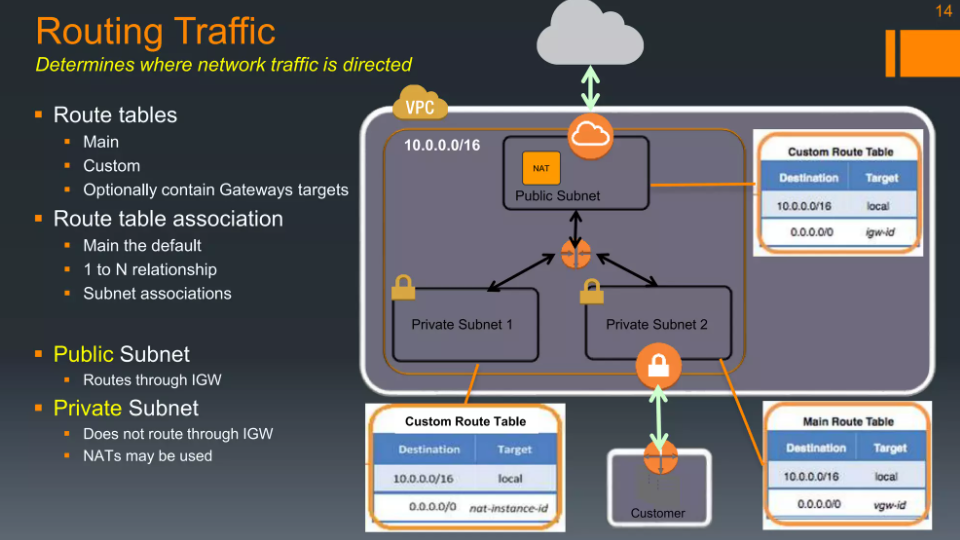 14
Routing Traffic
Determines where network traffic is directed
Route tables
Main
Custom
Optionally contain Gateways targets
Route table association
Main the default
1 to N relationship
Subnet associations
Public Subnet
Routes through IGW
Private Subnet
Does not route through IGW
NATs may be used
VPC
10.0.0.0/16
NAT
Public Subnet
Private Subnet 1
Private Subnet 2
Custom Route Table
Destination Target
10.0.0.0/16 local
0.0.0.0/0 igw-id
Custom Route Table
Destination Target
10.0.0.0/16 local
0.0.0.0/0 nat-instance-id
Customer
Main Route Table
Destination Target
10.0.0.0/16 local
0.0.0.0/0 vgw-id